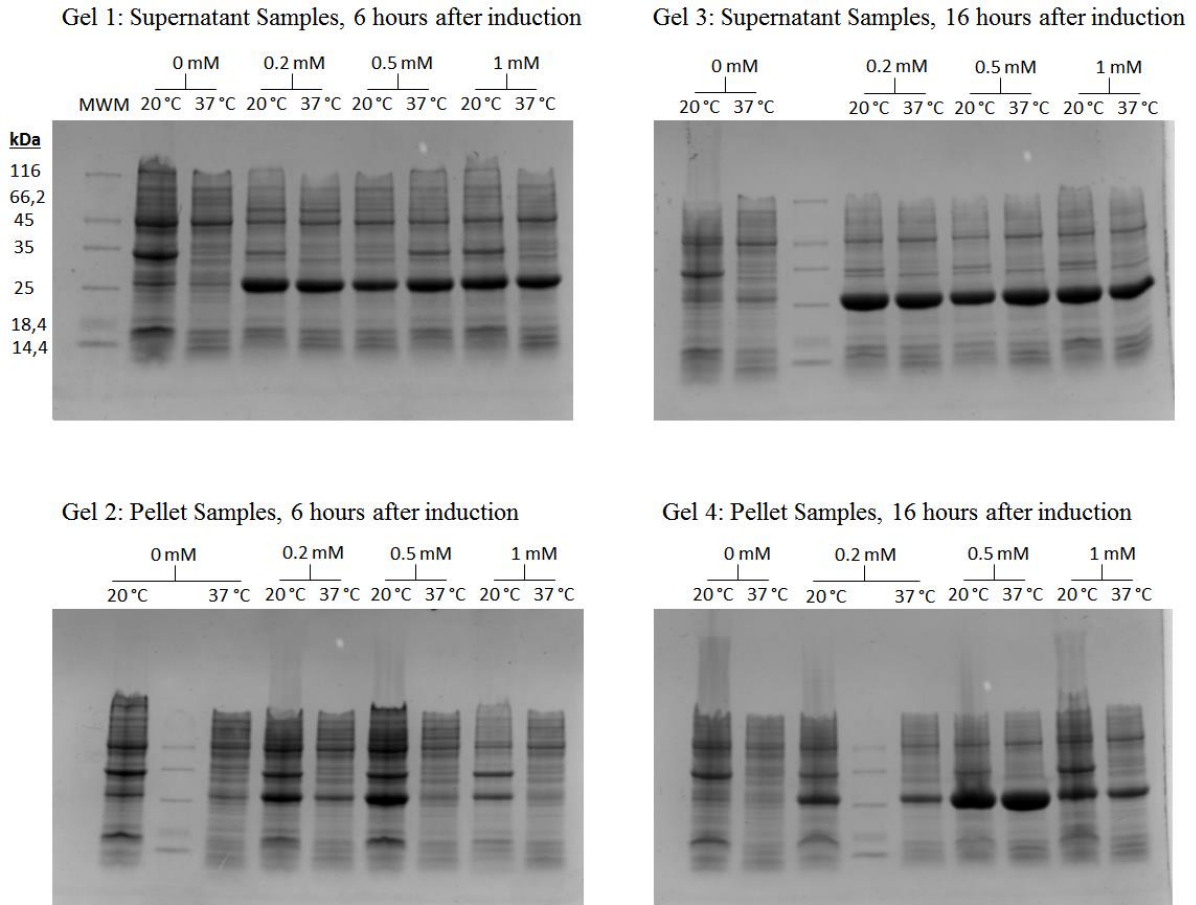 Gel 1: Supernatant Samples, 6 hours after induction
0 mM 0.2 mM 0.5 mM 1 mM
MWM 20 °C 37 °C 20 °C 37 °C 20 °C 37 °C 20 °C 37 °C
kDa
116
66,2
45
35
25
18,4
14,4
Gel 3: Supernatant Samples, 16 hours after induction
0 mM 0.2 mM 0.5 mM 1 mM
20 °C 37 °C 20 °C 37 °C 20 °C 37 °C 20 °C 37 °C
Gel 2: Pellet Samples, 6 hours after induction
0 mM 0.2 mM 0.5 mM 1 mM
20 °C 37 °C 20 °C 37 °C 20 °C 37 °C 20 °C 37 °C
Gel 4: Pellet Samples, 16 hours after induction
0 mM 0.2 mM 0.5 mM 1 mM
20 °C 37 °C 20 °C 37 °C 20 °C 37 °C 20 °C 37 °C